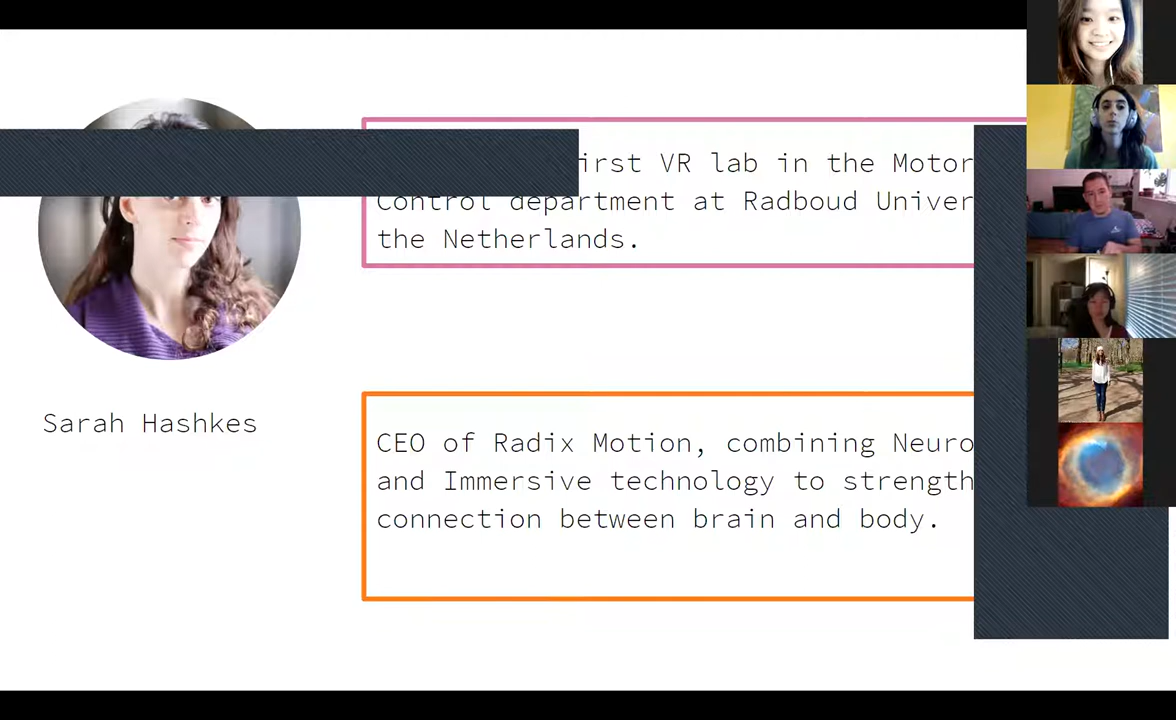 irst VR lab in the Motor
Control department at Radboud Univer
the Netherlands.
Sarah Hashkes
CEO of Radix Motion, combining Neuro
and Immersive technology to strength
connection between brain and body.